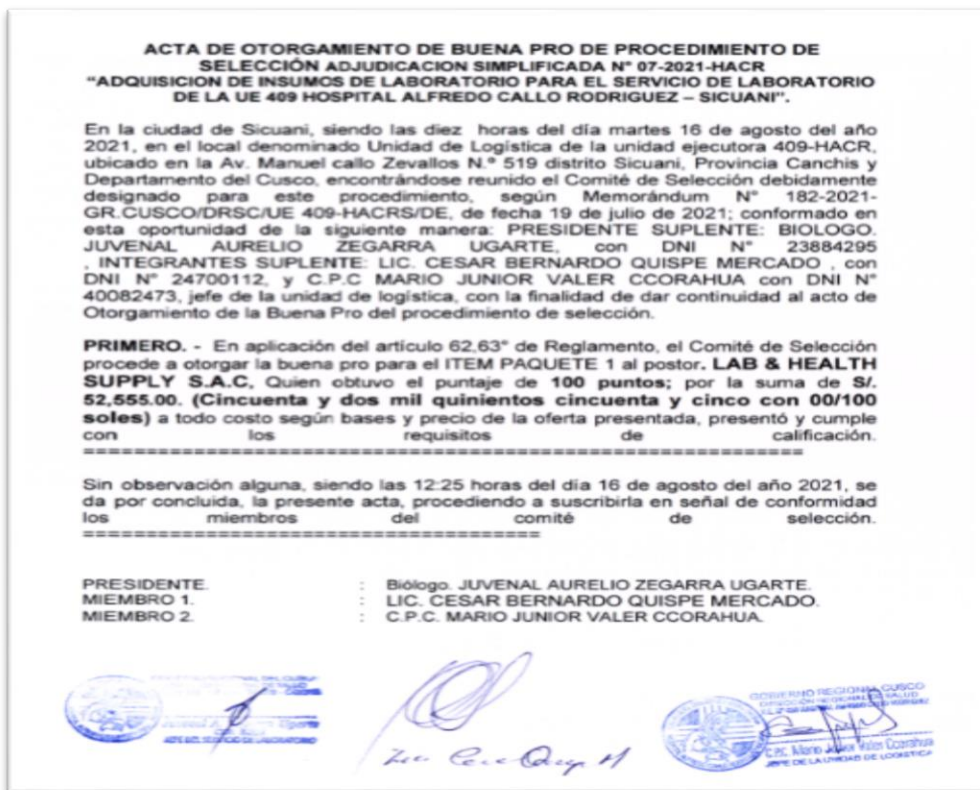 ACTA DE OTORGAMIENTO DE BUENA PRO DE PROCEDIMIENTO DE
SELECCIÓN ADJUDICACION SIMPLIFICADA N° 07-2021-HACR
“ADQUISICION DE INSUMOS DE LABORATORIO PARA EL SERVICIO DE LABORATORIO
DE LA UE 409 HOSPITAL ALFREDO CALLO RODRIGUEZ – SICUANI”.
En la ciudad de Sicuani, siendo las diez horas del día martes 16 de agosto del año
2021, en el local denominado Unidad de Logística de la unidad ejecutora 409-HACR,
ubicado en la Av. Manuel callo Zevallos N.° 519 distrito Sicuani, Provincia Canchis y
Departamento del Cusco, encontrándose reunido el Comité de Selección debidamente
designado para este procedimiento, según Memorándum N° 182-2021-
GR.CUSCO/DRSC/UE 409-HACRS/DE, de fecha 19 de julio de 2021; conformado en
esta oportunidad de la siguiente manera: PRESIDENTE SUPLENTE: BIOLOGO.
JUVENAL AURELIO ZEGARRA UGARTE, con DNI N° 23884295
, INTEGRANTES SUPLENTE: LIC. CESAR BERNARDO QUISPE MERCADO , con
DNI N° 24700112, y C.P.C MARIO JUNIOR VALER CCORAHUA con DNI N°
40082473, jefe de la unidad de logística, con la finalidad de dar continuidad al acto de
Otorgamiento de la Buena Pro del procedimiento de selección.
PRIMERO. - En aplicación del artículo 62,63° de Reglamento, el Comité de Selección
procede a otorgar la buena pro para el ITEM PAQUETE 1 al postor. LAB & HEALTH
SUPPLY S.A.C, Quien obtuvo el puntaje de 100 puntos; por la suma de S/.
52,555.00. (Cincuenta y dos mil quinientos cincuenta y cinco con 00/100
soles) a todo costo según bases y precio de la oferta presentada, presentó y cumple
con los requisitos de calificación.
==============================================================
Sin observación alguna, siendo las 12:25 horas del día 16 de agosto del año 2021, se
da por concluida, la presente acta, procediendo a suscribirla en señal de conformidad
los miembros del comité de selección.
=======================================
PRESIDENTE. : Biólogo. JUVENAL AURELIO ZEGARRA UGARTE.
MIEMBRO 1. : LIC. CESAR BERNARDO QUISPE MERCADO.
MIEMBRO 2. : C.P.C. MARIO JUNIOR VALER CCORAHUA.
JEFE DEL SERVICIO DE LABORATORIO
GOBIERNO REGIONAL CUSCO
DIRECCION REGIONAL DE SALUD
C.P.C. Mario Junior Valer Ccorahua
JEFE DE LA UNIDAD DE LOGISTICA